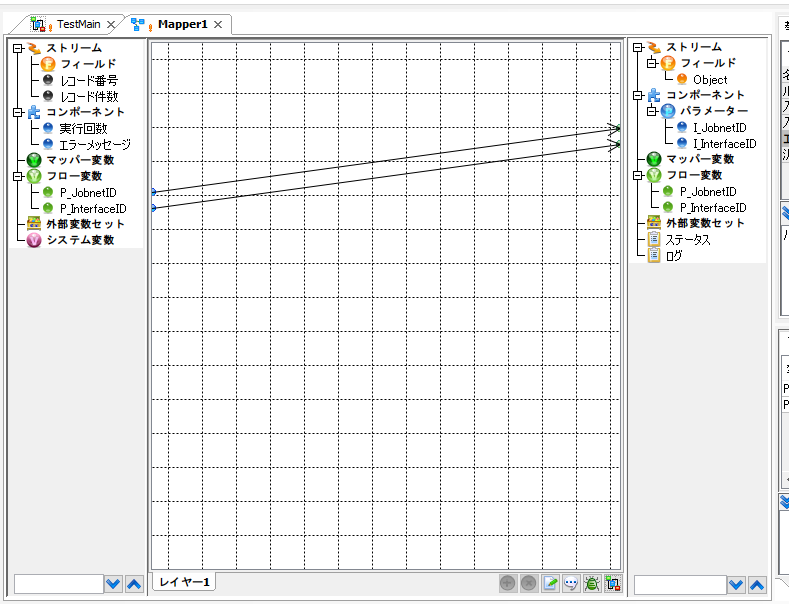 TestMain
Mapper1
ストリーム
フィールド
レコード番号
レコード件数
コンポーネント
実行回数
エラーメッセージ
マッパー変数
フロー変数
P_JobnetID
P_InterfaceID
外部変数セット
システム変数
レイヤー1
ストリーム
フィールド
Object
コンポーネント
パラメーター
I_JobnetID
I_InterfaceID
マッパー変数
フロー変数
P_JobnetID
P_InterfaceID
外部変数セット
ステータス
ログ